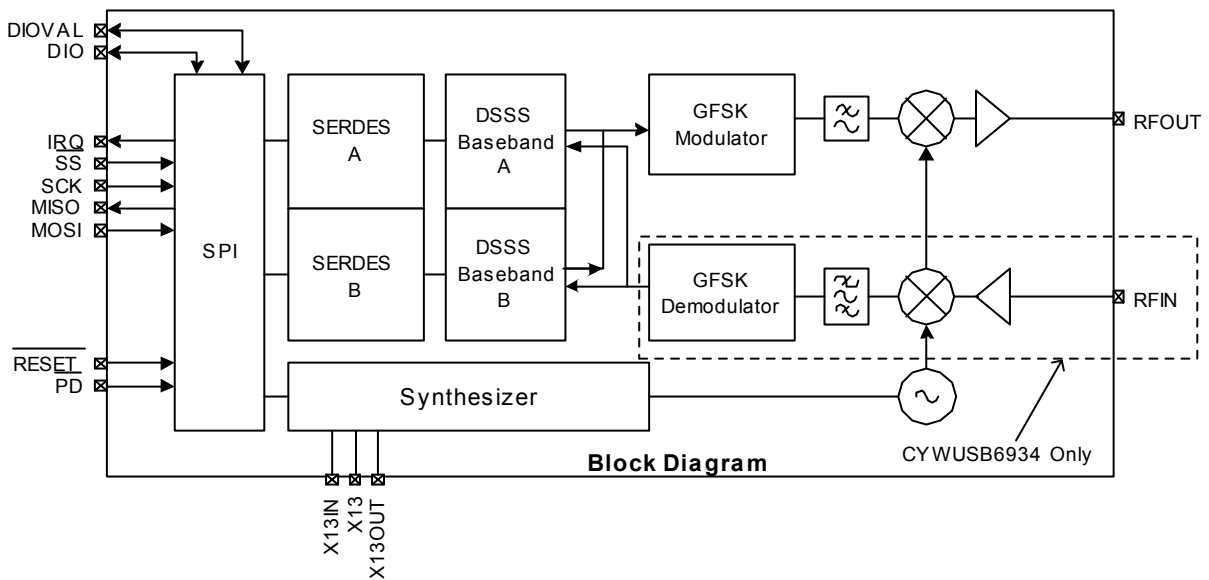 DIOVAL
DIO
IRQ
SS
SCK
MISO
MOSI
RESET
PD
SPI
SERDES
A
SERDES
B
DSSS
Baseband
A
DSSS
Baseband
B
GFSK
Modulator
GFSK
Demodulator
RFOUT
RFIN
Synthesizer
CYWUSB6934 Only
Block Diagram
X13IN
X13
X13OUT